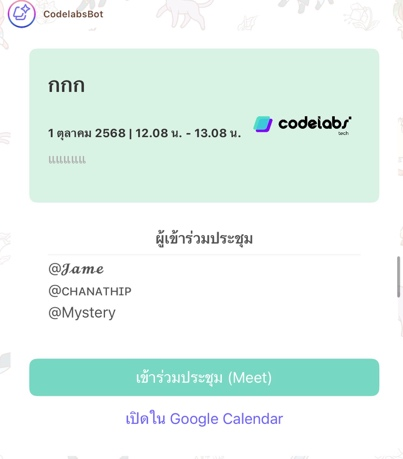 CodelabsBot
กกก
1 ตุลาคม 2568 | 12.08 น. - 13.08 น.
codelabs
tech
แแแแแ
ผู้เข้าร่วมประชุม
@𝓙𝓪𝓶𝓮
@ᴄʜᴀɴᴀᴛʜɪᴘ
@Mystery
เข้าร่วมประชุม (Meet)
เปิดใน Google Calendar